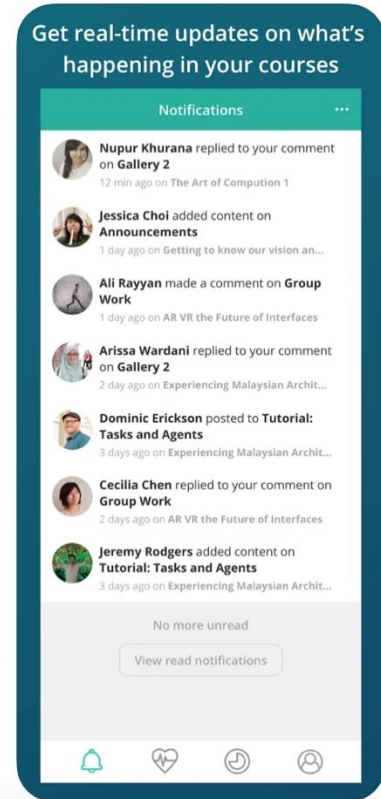 Get real-time updates on what's
happening in your courses
Notifications
Nupur Khurana replied to your comment
on Gallery 2
12 min ago on The Art of Compution 1
Jessica Choi added content on
Announcements
1 day ago on Getting to know our vision an...
Ali Rayyan made a comment on Group
Work
1 day ago on AR VR the Future of Interfaces
Arissa Wardani replied to your comment
on Gallery 2
2 day ago on Experiencing Malaysian Archit...
Dominic Erickson posted to Tutorial:
Tasks and Agents
3 days ago on Experiencing Malaysian Archit...
Cecilia Chen replied to your comment on
Group Work
2 days ago on AR VR the Future of Interfaces
Jeremy Rodgers added content on
Tutorial: Tasks and Agents
3 days ago on Experiencing Malaysian Archit...
No more unread
View read notifications